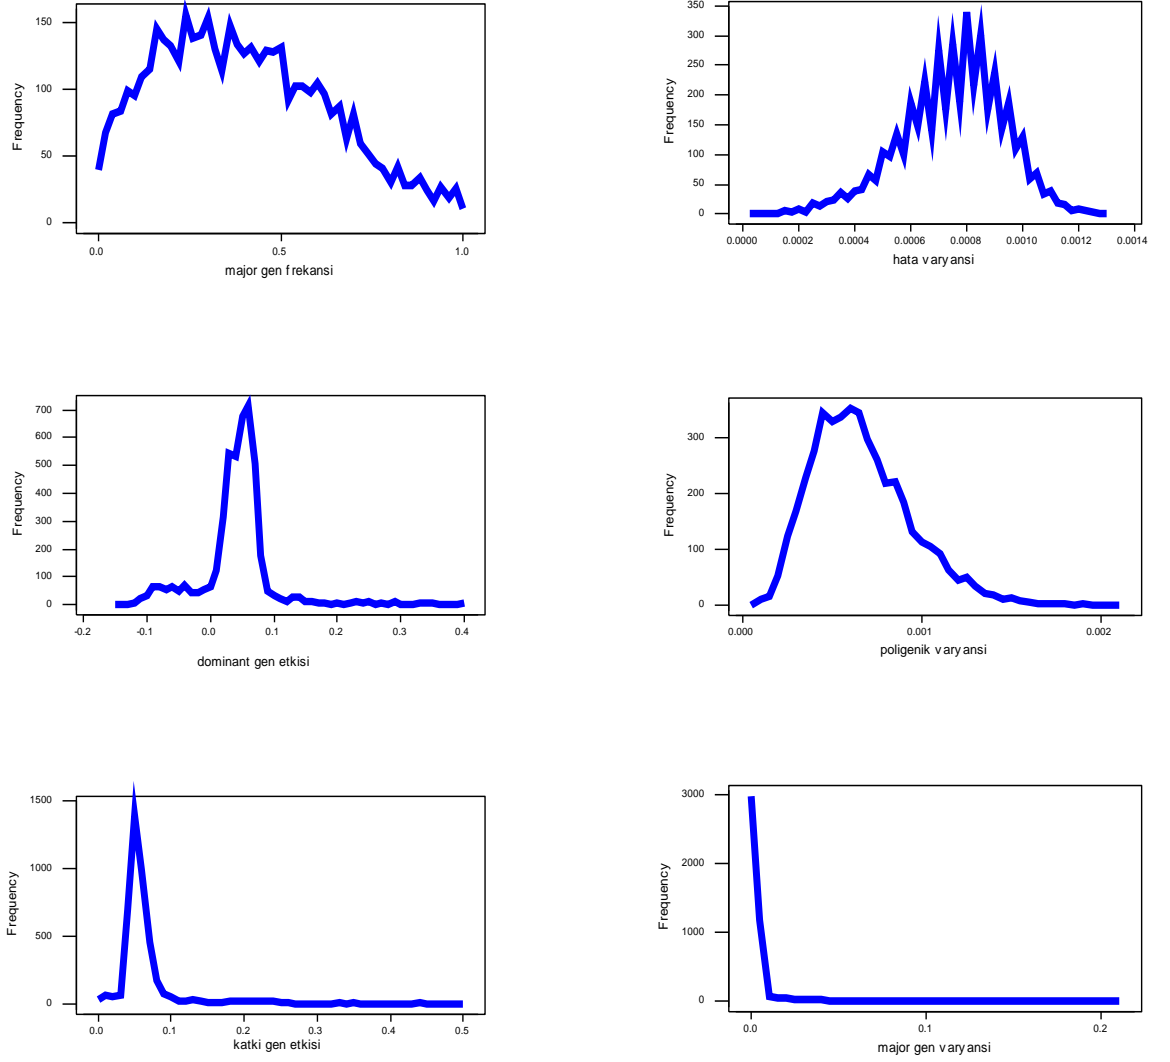 150
100
50
0
Frequency
0.0 0.5 1.0
major gen frekansi
350
300
250
200
150
100
50
0
Frequency
0.0000 0.0002 0.0004 0.0006 0.0008 0.0010 0.0012 0.0014
hata varyansi
700
600
500
400
300
200
100
0
Frequency
-0.2 -0.1 0.0 0.1 0.2 0.3 0.4
dominant gen etkisi
300
200
100
0
Frequency
0.000 0.001 0.002
poligenik varyansi
1500
1000
500
0
Frequency
0.0 0.1 0.2 0.3 0.4 0.5
katki gen etkisi
3000
2000
1000
0
Frequency
0.0 0.1 0.2
major gen varyansi